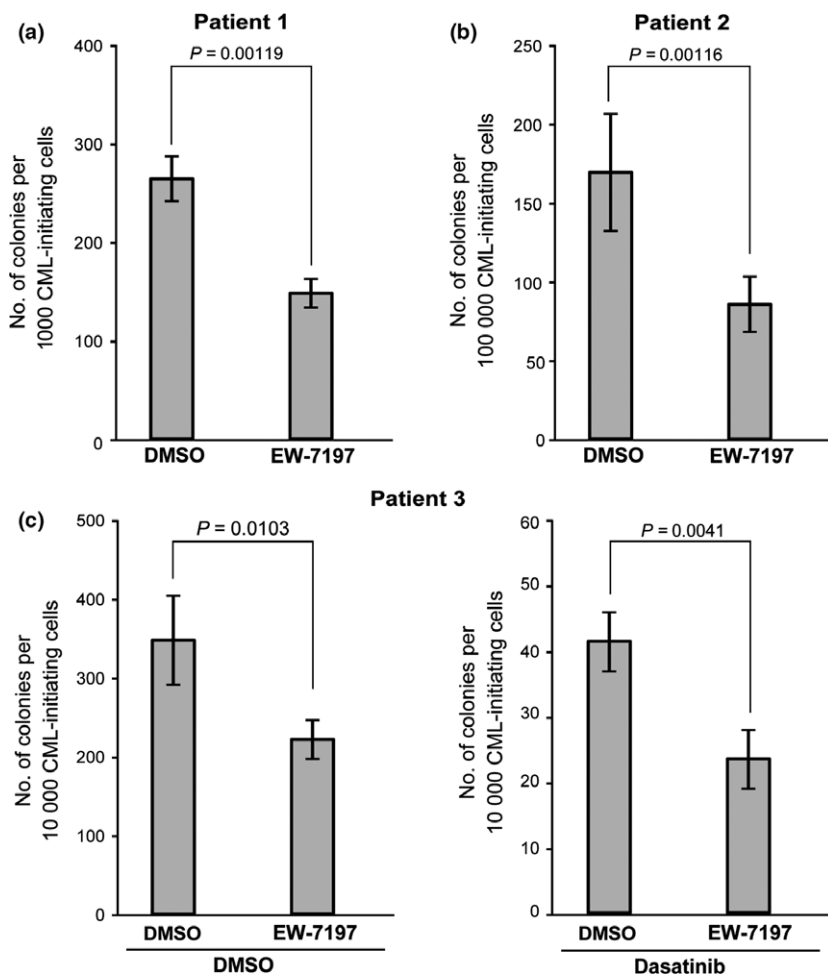 (a)
Patient 1
No. of colonies per
1000 CML-initiating cells
400
300
200
100
0
P = 0.00119
DMSO
EW-7197
(b)
Patient 2
No. of colonies per
100 000 CML-initiating cells
250
200
150
100
50
0
P = 0.00116
DMSO
EW-7197
(c)
Patient 3
No. of colonies per
10 000 CML-initiating cells
500
400
300
200
100
0
P = 0.0103
DMSO
EW-7197
DMSO
No. of colonies per
10 000 CML-initiating cells
60
50
40
30
20
10
0
P = 0.0041
DMSO
EW-7197
Dasatinib